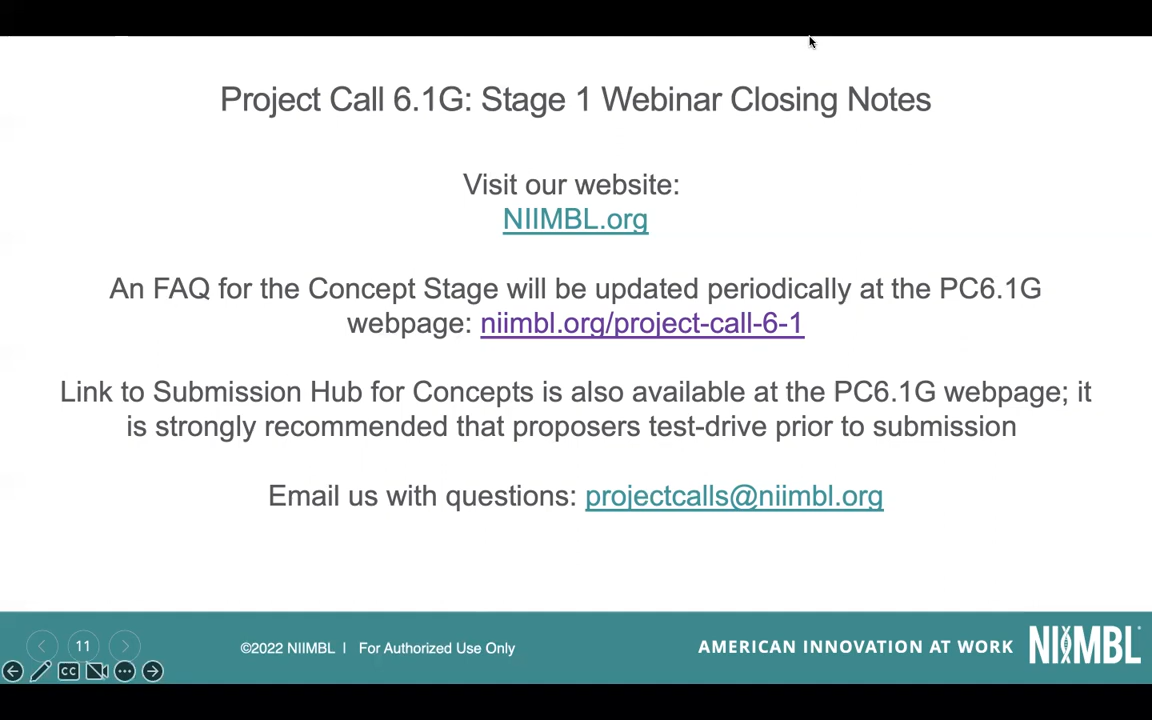 Project Call 6.1G: Stage 1 Webinar Closing Notes
Visit our website:
NIIMBL.org
An FAQ for the Concept Stage will be updated periodically at the PC6.1G
webpage: niimbl.org/project-call-6-1
Link to Submission Hub for Concepts is also available at the PC6.1G webpage; it
is strongly recommended that proposers test-drive prior to submission
Email us with questions: projectcalls@niimbl.org
11
©2022 NIIMBL | For Authorized Use Only
AMERICAN INNOVATION AT WORK
NIIMBL
CC